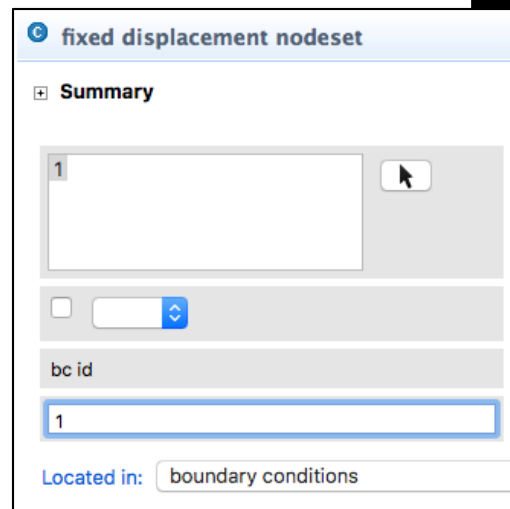 C fixed displacement nodeset
Summary
1
bc id
1
Located in: boundary conditions